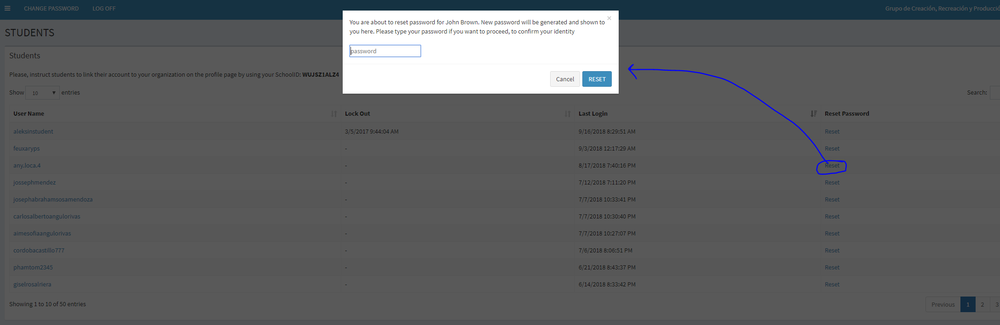 CHANGE PASSWORD LOG OFF Grupo de Creación, Recreación y Producció
You are about to reset password for John Brown. New password will be generated and shown to
you here. Please type your password if you want to proceed, to confirm your identity
×
password
Cancel RESET
STUDENTS
Students
Please, instruct students to link their account to your organization on the profile page by using your SchoolID: WUJSZ1ALZ4
Show 10 entries Search:
User Name Lock Out Last Login Reset Password
aleksinstudent 3/5/2017 9:44:04 AM 9/16/2018 8:29:51 AM Reset
feuxaryps - 9/3/2018 12:17:29 AM Reset
any.loca.4 - 8/17/2018 7:40:16 PM Reset
jossephmendez - 7/12/2018 7:11:20 PM Reset
josephabrahamsosamendoza - 7/7/2018 10:33:41 PM Reset
carlosalbertoangulorivas - 7/7/2018 10:30:40 PM Reset
aimesofiaangulorivas - 7/7/2018 10:27:07 PM Reset
cordobacastillo777 - 7/6/2018 8:06:51 PM Reset
phamtom2345 - 6/21/2018 8:43:37 PM Reset
giselrosalriera - 6/14/2018 8:33:42 PM Reset
Showing 1 to 10 of 50 entries Previous 1 2 3